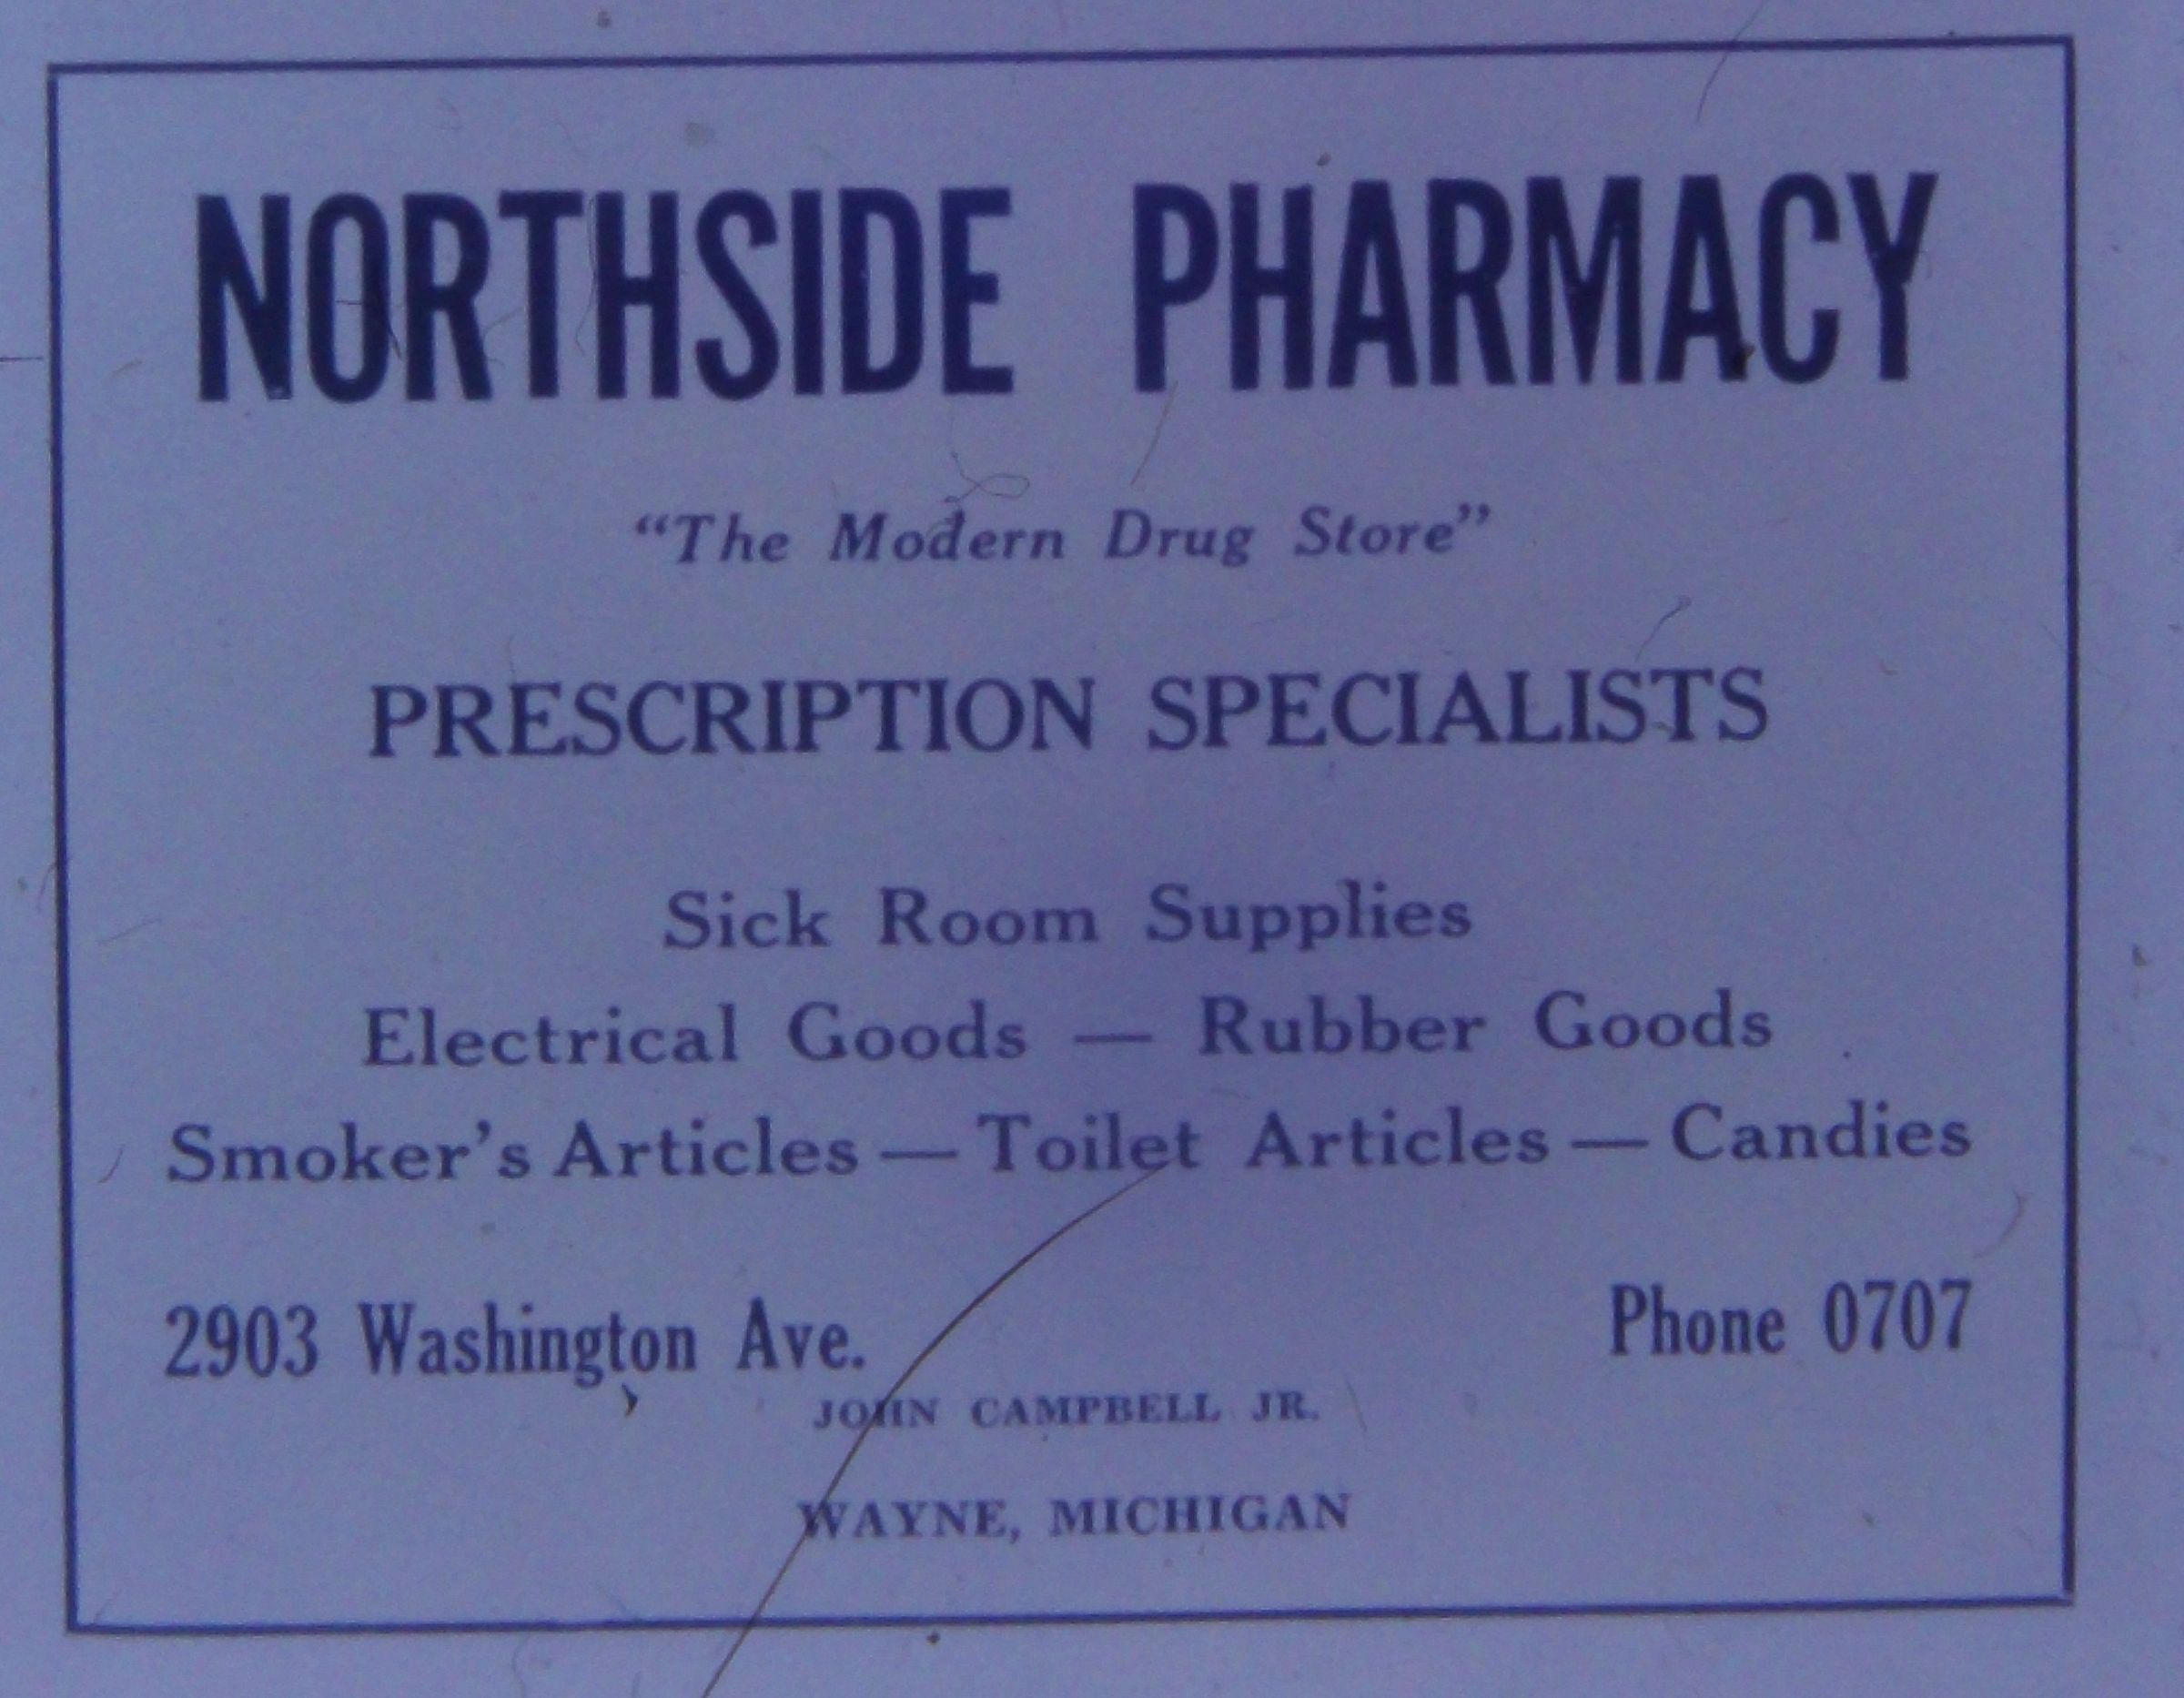 NORTHSIDE PHARMACY
“The Modern Drug Store”
PRESCRIPTION SPECIALISTS
Sick Room Supplies
Electrical Goods — Rubber Goods
Smoker’s Articles — Toilet Articles — Candies
2903 Washington Ave. Phone 0707
JOHN CAMPBELL JR.
WAYNE, MICHIGAN